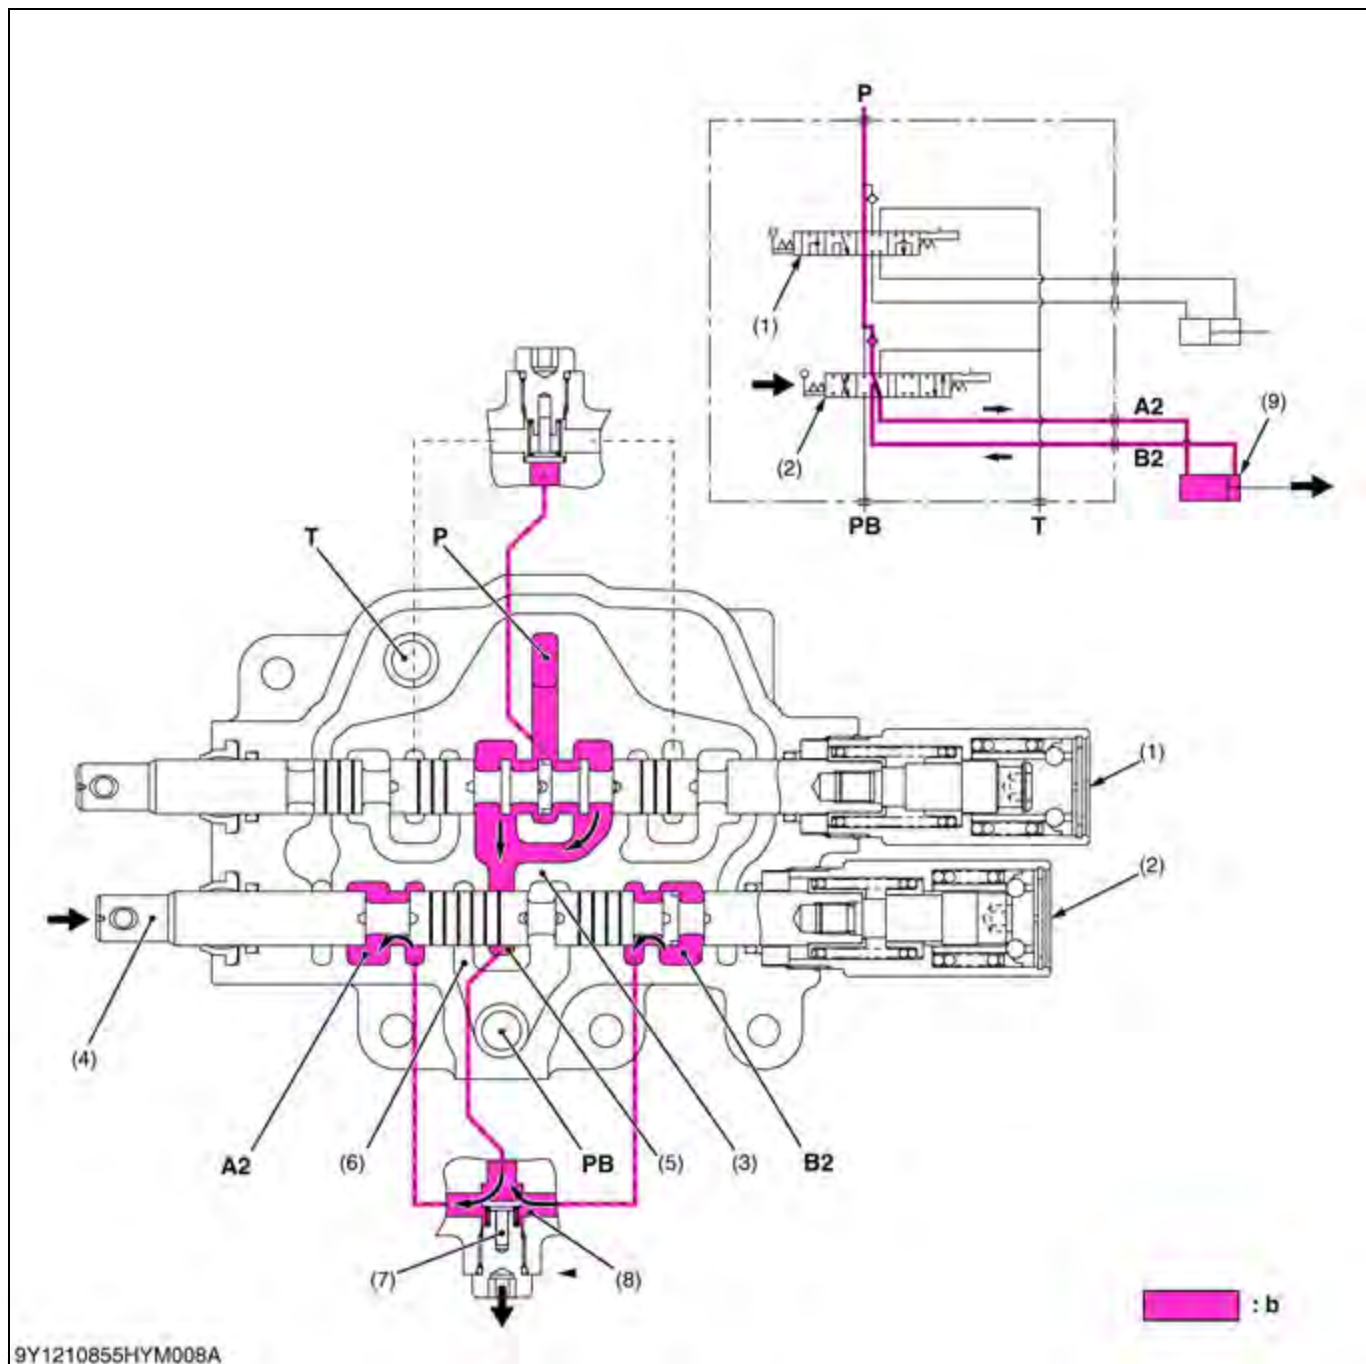 P
(1)
(9)
A2
(2)
B2
PB
T
T
P
(1)
(2)
(4)
A2
(6)
PB
(5)
(3)
B2
(7)
(8)
: b
9Y1210855HYM008A